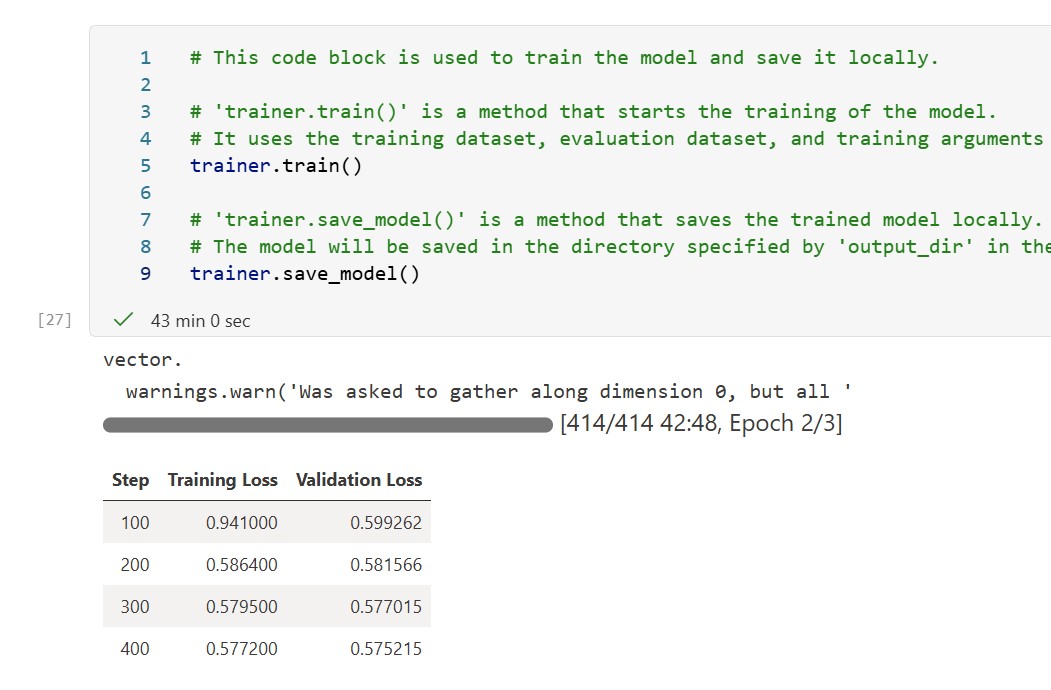 1 # This code block is used to train the model and save it locally.
2
3 # 'trainer.train()' is a method that starts the training of the model.
4 # It uses the training dataset, evaluation dataset, and training arguments
5 trainer.train()
6
7 # 'trainer.save_model()' is a method that saves the trained model locally.
8 # The model will be saved in the directory specified by 'output_dir' in the
9 trainer.save_model()
[27] 43 min 0 sec
vector.
warnings.warn('Was asked to gather along dimension 0, but all '
[414/414 42:48, Epoch 2/3]
Step Training Loss Validation Loss
100 0.941000 0.599262
200 0.586400 0.581566
300 0.579500 0.577015
400 0.577200 0.575215